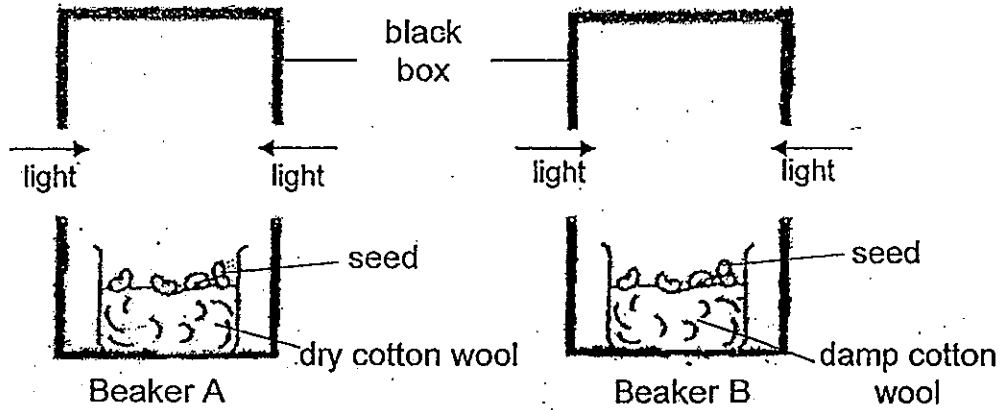 black
box
light
light
light
light
seed
seed
dry cotton wool
damp cotton
wool
Beaker A
Beaker B